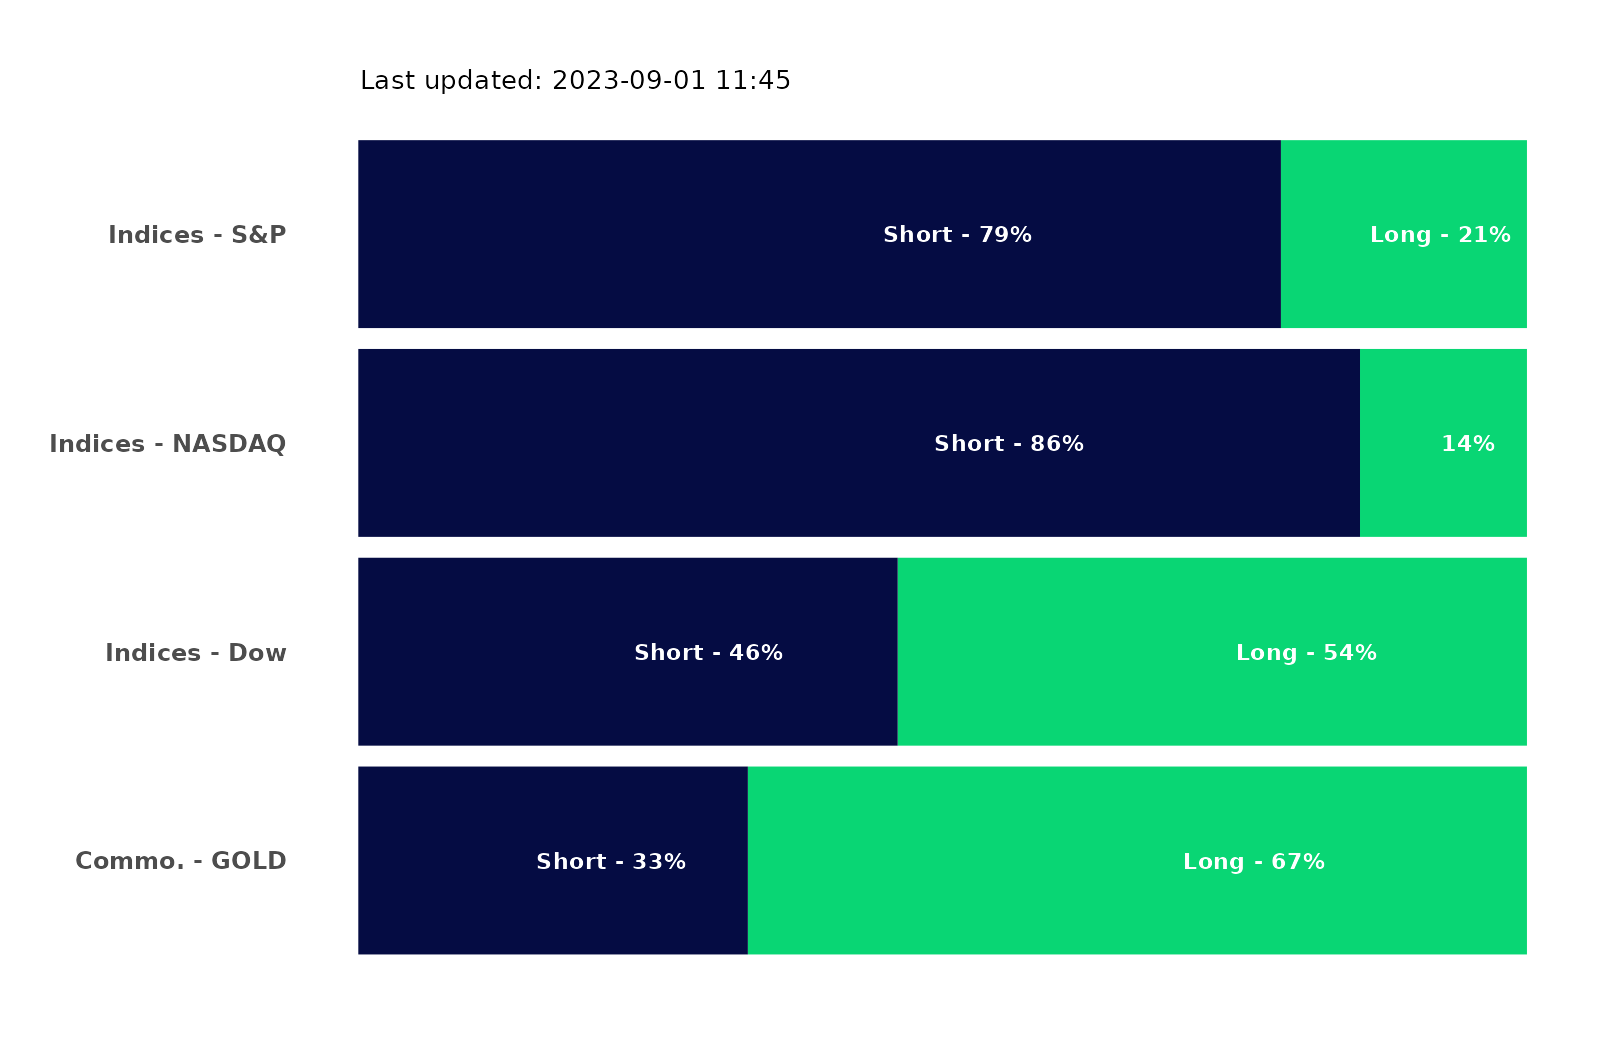 Last updated: 2023-09-01 11:45
Indices - S&P
Short - 79%
Long - 21%
Indices - NASDAQ
Short - 86%
14%
Indices - Dow
Short - 46%
Long - 54%
Commo. - GOLD
Short - 33%
Long - 67%